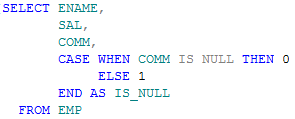 SELECT ENAME,
       SAL,
       COMM,
       CASE WHEN COMM IS NULL THEN 0
            ELSE 1
       END AS IS_NULL
  FROM EMP